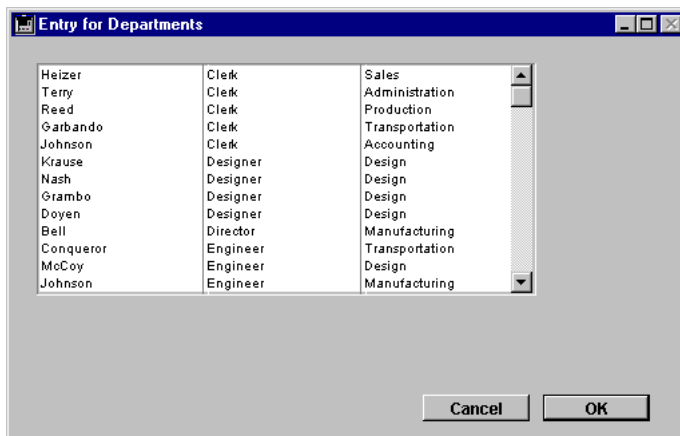 Entry for Departments
Heizer Clerk Sales
Terry Clerk Administration
Reed Clerk Production
Garbando Clerk Transportation
Johnson Clerk Accounting
Krause Designer Design
Nash Designer Design
Grambo Designer Design
Doyen Designer Design
Bell Director Manufacturing
Conqueror Engineer Transportation
McCoy Engineer Design
Johnson Engineer Manufacturing
Cancel OK